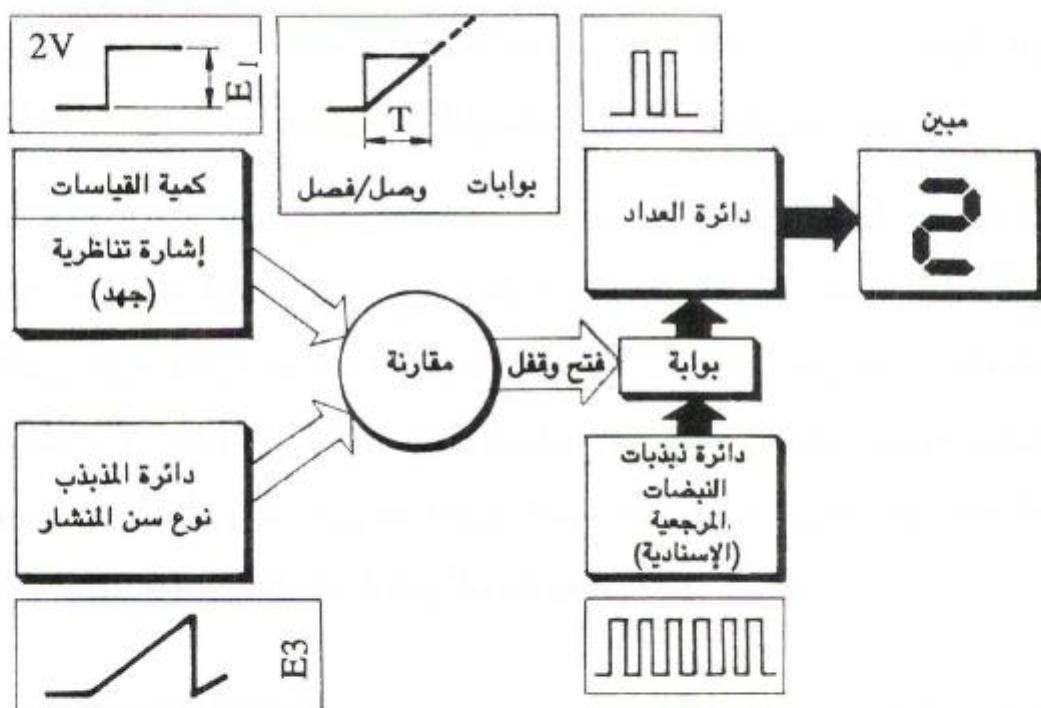 2V
E1
T
بوابات وصل/فصل
مبين
كمية القياسات
إشارة تناظرية
(جهد)
دائرة العداد
2
مقارنة
فتح وقفل
بوابة
دائرة المذبذب
نوع سن المنشار
دائرة ذبذبات
النبضات
المرجعية
(الإسنادية)
E3